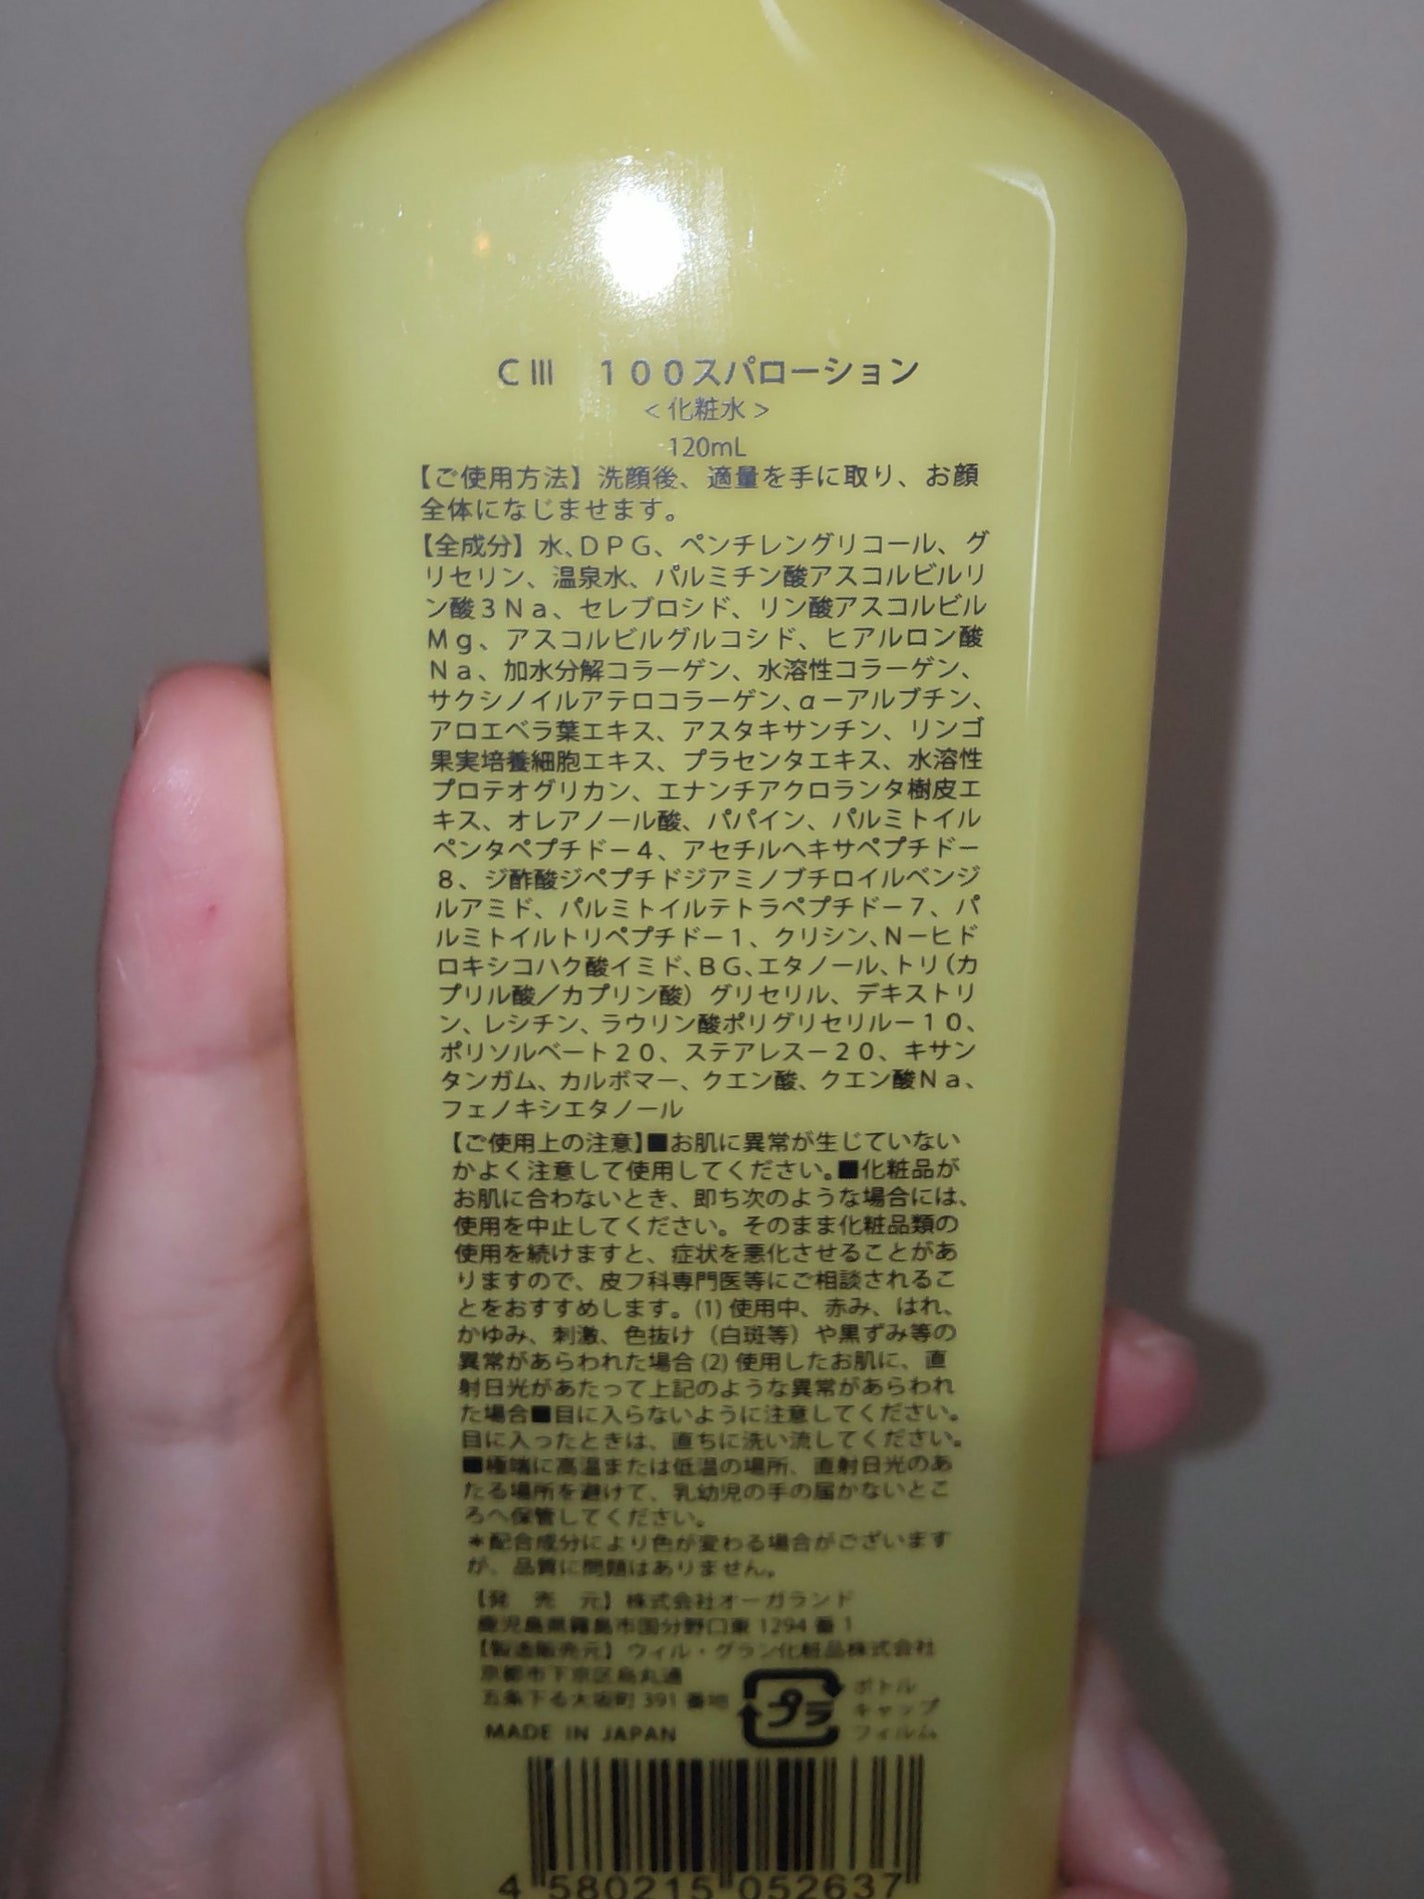 CⅢ　１００スパローション
＜化粧水＞
120mL
【ご使用方法】洗顔後、適量を手に取り、お顔
全体になじませます。
【全成分】水、ＤＰＧ、ペンチレングリコール、グ
リセリン、温泉水、パルミチン酸アスコルビルリ
ン酸３Ｎａ、セレブロシド、リン酸アスコルビル
Ｍｇ、アスコルビルグルコシド、ヒアルロン酸
Ｎａ、加水分解コラーゲン、水溶性コラーゲン、
サクシノイルアテロコラーゲン、α－アルブチン、
アロエベラ葉エキス、アスタキサンチン、リンゴ
果実培養細胞エキス、プラセンタエキス、水溶性
プロテオグリカン、エナンチアクロランタ樹皮エ
キス、オレアノール酸、パパイン、パルミトイル
ペンタペプチド－４、アセチルヘキサペプチド－
８、ジ酢酸ジペプチドジアミノブチロイルベンジ
ルアミド、パルミトイルテトラペプチド－７、パ
ルミトイルトリペプチド－１、クリシン、Ｎ－ヒド
ロキシコハク酸イミド、ＢＧ、エタノール、トリ（カ
プリル酸／カプリン酸）グリセリル、デキストリ
ン、レシチン、ラウリン酸ポリグリセリル－１０、
ポリソルベート２０、ステアレス－２０、キサン
タンガム、カルボマー、クエン酸、クエン酸Ｎａ、
フェノキシエタノール
【ご使用上の注意】■お肌に異常が生じていない
かよく注意して使用してください。■化粧品が
お肌に合わないとき、即ち次のような場合には、
使用を中止してください。そのまま化粧品類の
使用を続けますと、症状を悪化させることがあ
りますので、皮フ科専門医等にご相談されるこ
とをおすすめします。(1) 使用中、赤み、はれ、
かゆみ、刺激、色抜け（白斑等）や黒ずみ等の
異常があらわれた場合 (2) 使用したお肌に、直
射日光があたって上記のような異常があらわれ
た場合■目に入らないように注意してください。
目に入ったときは、直ちに洗い流してください。
■極端に高温または低温の場所、直射日光のあ
たる場所を避けて、乳幼児の手の届かないとこ
ろへ保管してください。
＊配合成分により色が変わる場合がございます
が、品質に問題はありません。
【発　売　元】株式会社オーガランド
鹿児島県霧島市国分野口東 1294 番 1
【製造販売元】ウィル・グラン化粧品株式会社
京都市下京区烏丸通
五条下る大坂町 391 番地
MADE IN JAPAN
プラ
ボトル
キャップ
フィルム
4 580215 052637